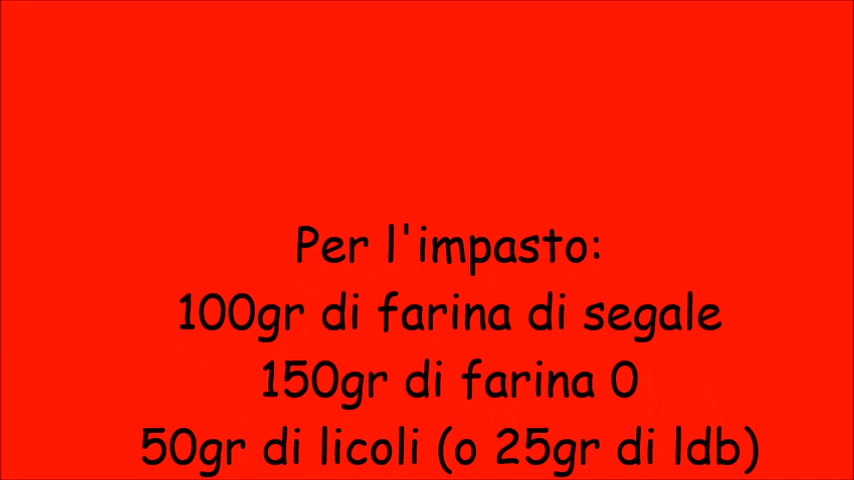 Per l'impasto:
100gr di farina di segale
150gr di farina 0
50gr di licoli (o 25gr di ldb)